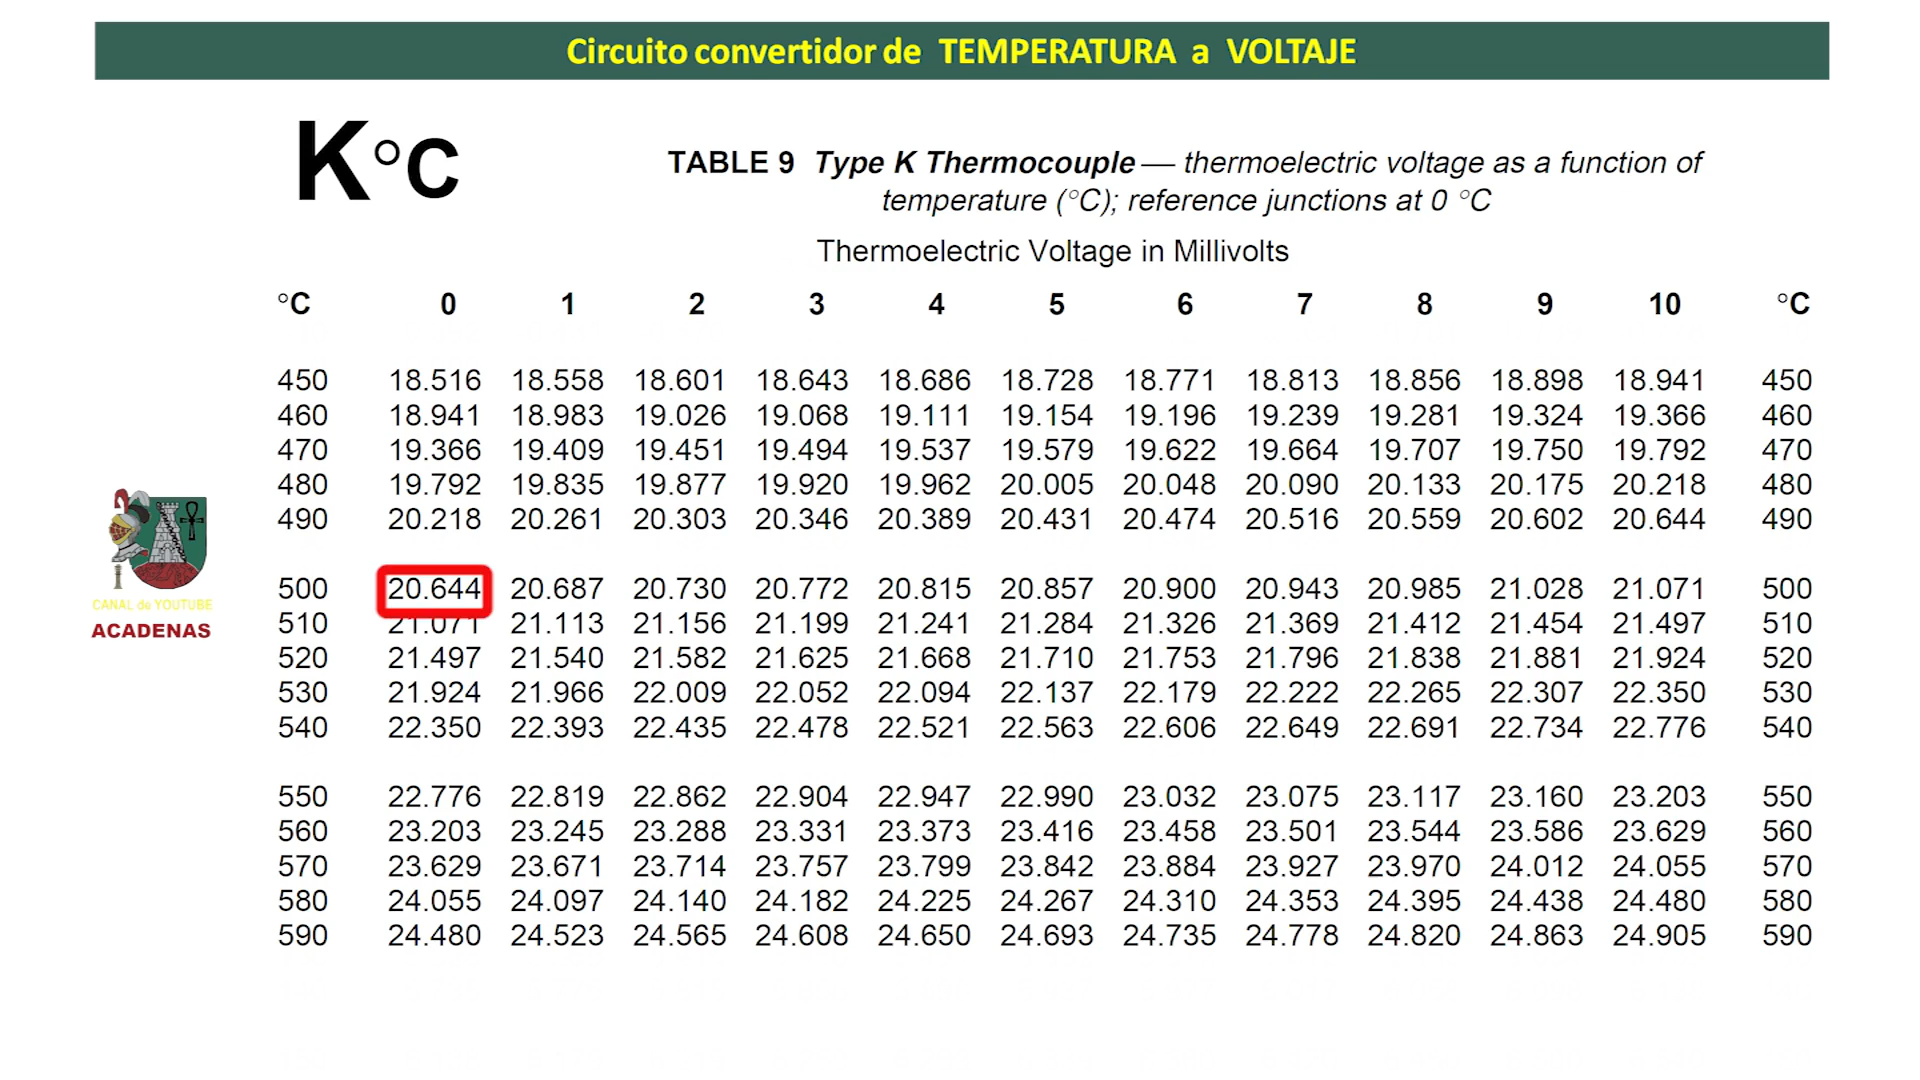 Circuito convertidor de TEMPERATURA a VOLTAJE
K°C
TABLE 9 Type K Thermocouple — thermoelectric voltage as a function of
temperature (°C); reference junctions at 0 °C
Thermoelectric Voltage in Millivolts
°C 0 1 2 3 4 5 6 7 8 9 10 °C
450 18.516 18.558 18.601 18.643 18.686 18.728 18.771 18.813 18.856 18.898 18.941 450
460 18.941 18.983 19.026 19.068 19.111 19.154 19.196 19.239 19.281 19.324 19.366 460
470 19.366 19.409 19.451 19.494 19.537 19.579 19.622 19.664 19.707 19.750 19.792 470
480 19.792 19.835 19.877 19.920 19.962 20.005 20.048 20.090 20.133 20.175 20.218 480
490 20.218 20.261 20.303 20.346 20.389 20.431 20.474 20.516 20.559 20.602 20.644 490
500 20.644 20.687 20.730 20.772 20.815 20.857 20.900 20.943 20.985 21.028 21.071 500
510 21.071 21.113 21.156 21.199 21.241 21.284 21.326 21.369 21.412 21.454 21.497 510
520 21.497 21.540 21.582 21.625 21.668 21.710 21.753 21.796 21.838 21.881 21.924 520
530 21.924 21.966 22.009 22.052 22.094 22.137 22.179 22.222 22.265 22.307 22.350 530
540 22.350 22.393 22.435 22.478 22.521 22.563 22.606 22.649 22.691 22.734 22.776 540
550 22.776 22.819 22.862 22.904 22.947 22.990 23.032 23.075 23.117 23.160 23.203 550
560 23.203 23.245 23.288 23.331 23.373 23.416 23.458 23.501 23.544 23.586 23.629 560
570 23.629 23.671 23.714 23.757 23.799 23.842 23.884 23.927 23.970 24.012 24.055 570
580 24.055 24.097 24.140 24.182 24.225 24.267 24.310 24.353 24.395 24.438 24.480 580
590 24.480 24.523 24.565 24.608 24.650 24.693 24.735 24.778 24.820 24.863 24.905 590
CANAL de YOUTUBE
ACADENAS